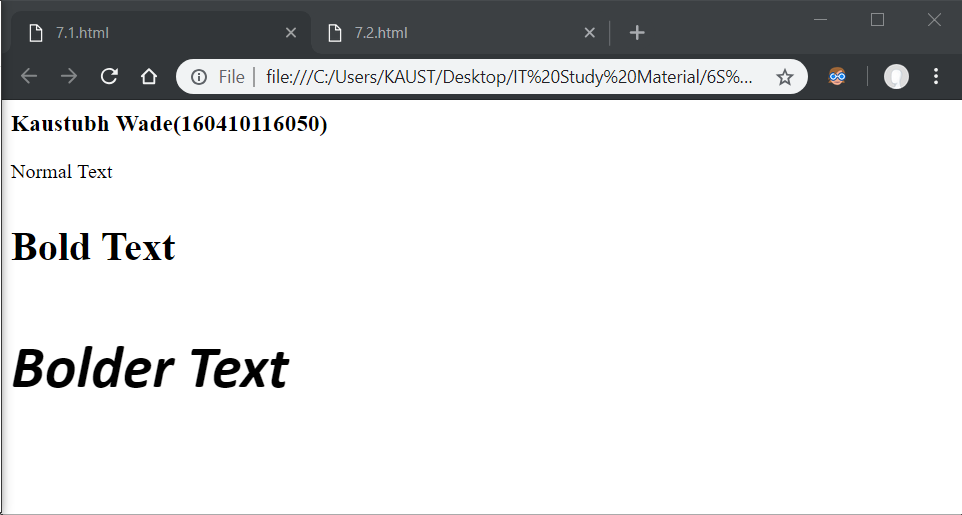 7.1.html
7.2.html
File
file:///C:/Users/KAUST/Desktop/IT%20Study%20Material/6S%...
Kaustubh Wade(160410116050)
Normal Text
Bold Text
Bolder Text